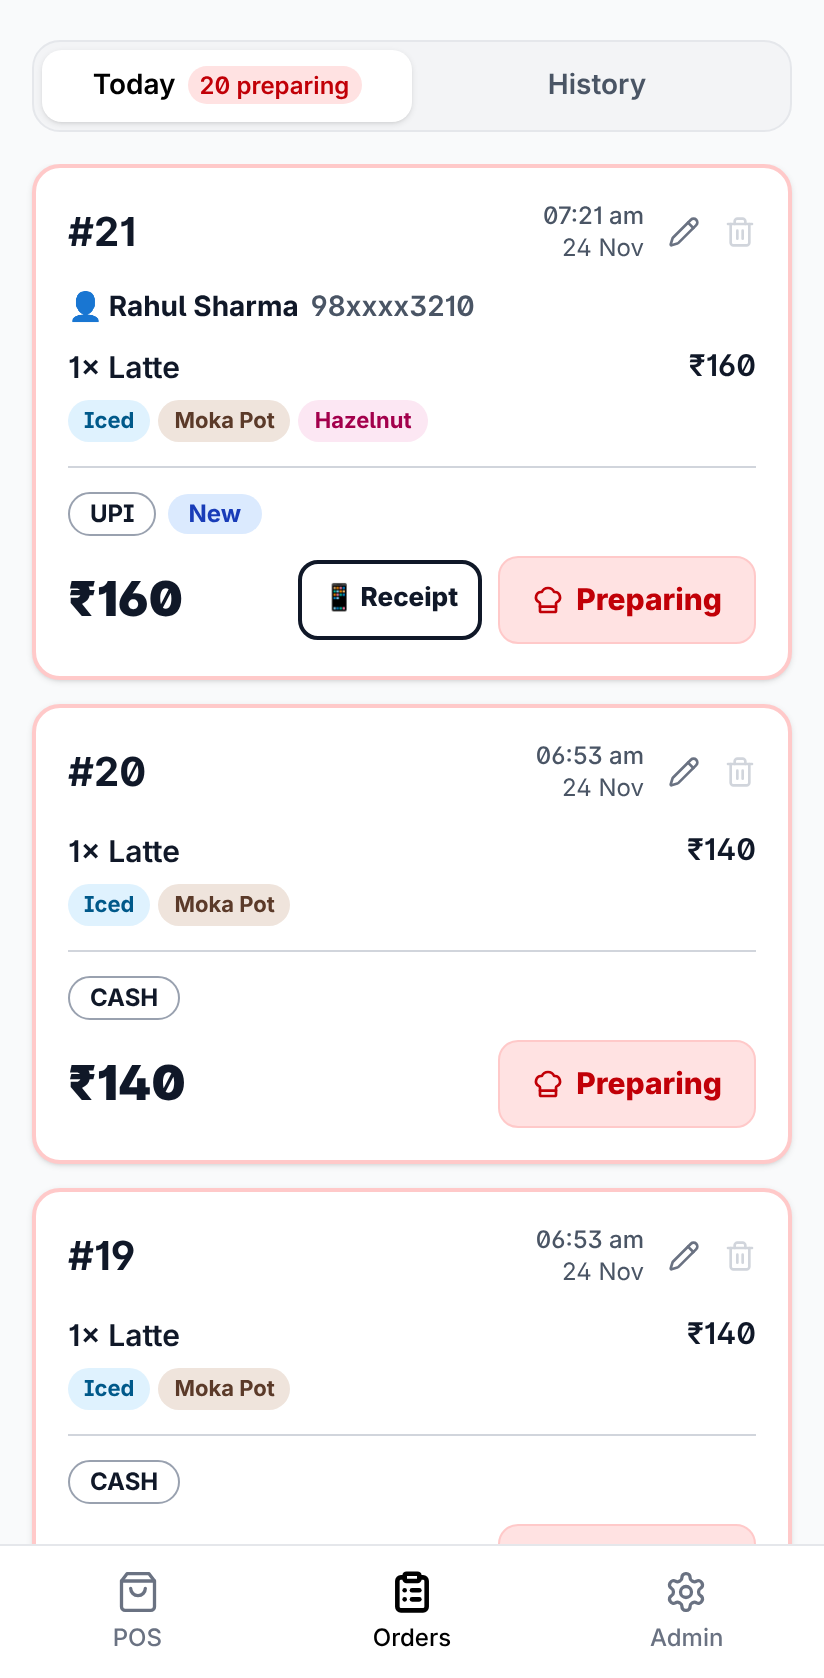 Today 20 preparing History
#21 07:21 am
24 Nov
Rahul Sharma 98xxxx3210
1× Latte ₹160
Iced Moka Pot Hazelnut
UPI New
₹160 Receipt Preparing
#20 06:53 am
24 Nov
1× Latte ₹140
Iced Moka Pot
CASH
₹140 Preparing
#19 06:53 am
24 Nov
1× Latte ₹140
Iced Moka Pot
CASH
POS Orders Admin